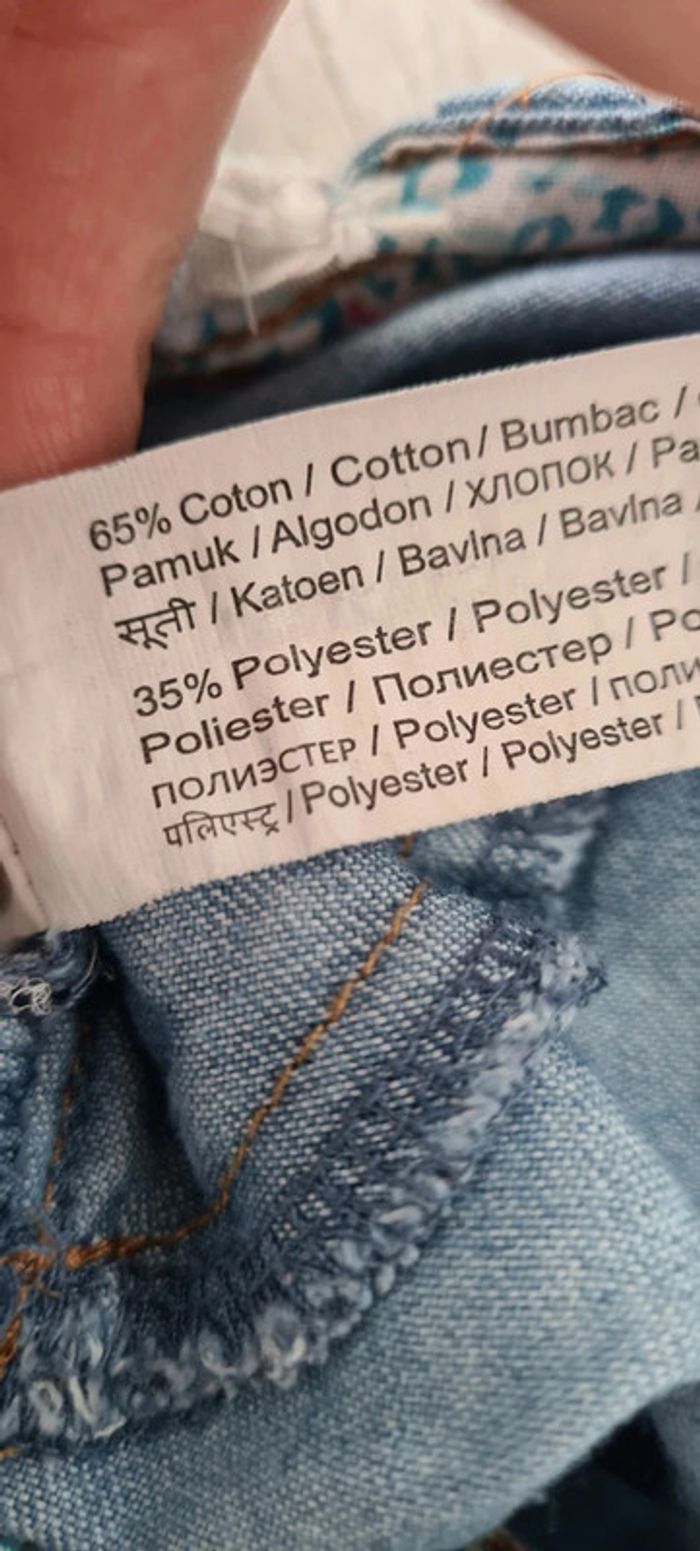 65% Coton / Cotton / Bumbac /
Pamuk / Algodon / ХЛОПОК / Pa
सूती / Katoen / Bavlna / Bavlna /
35% Polyester / Polyester /
Poliester / Полиестер / Po
ПОЛИЭСТЕР / Polyester / поли
पलिएस्ट्र / Polyester / Polyester /